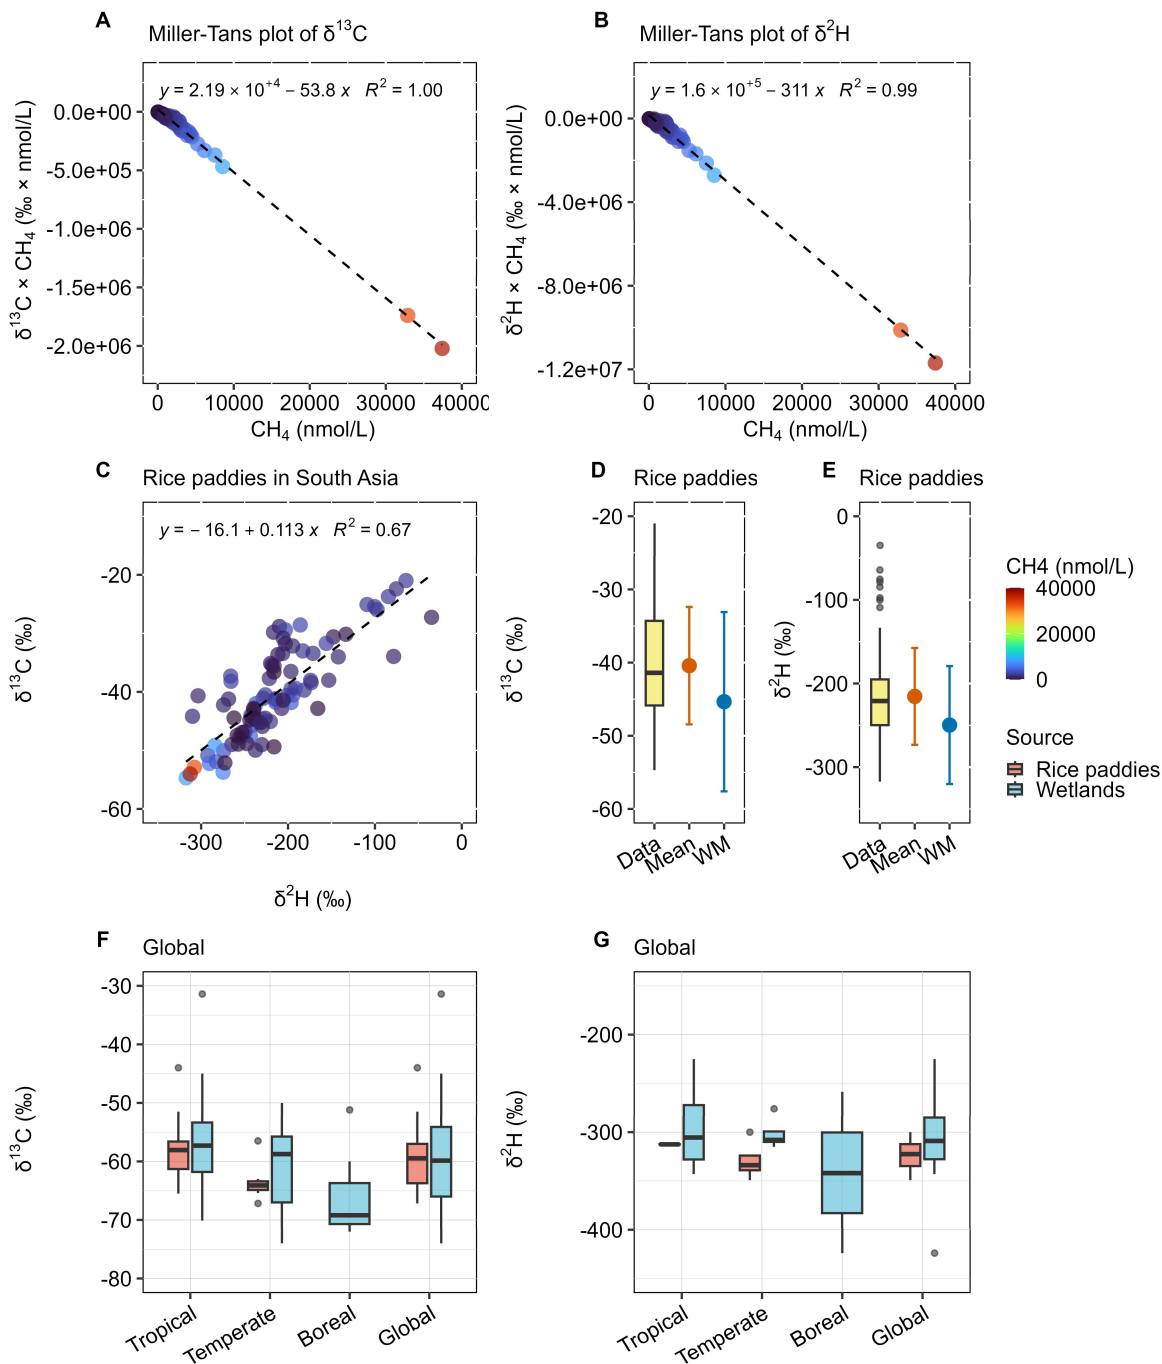 A
Miller-Tans plot of δ¹³C
y = 2.19 × 10⁺⁴ − 53.8 x R² = 1.00
δ¹³C × CH₄ (‰ × nmol/L)
0.0e+00
-5.0e+05
-1.0e+06
-1.5e+06
-2.0e+06
0 10000 20000 30000 40000
CH₄ (nmol/L)
B
Miller-Tans plot of δ²H
y = 1.6 × 10⁺⁵ − 311 x R² = 0.99
δ²H × CH₄ (‰ × nmol/L)
0.0e+00
-4.0e+06
-8.0e+06
-1.2e+07
0 10000 20000 30000 40000
CH₄ (nmol/L)
C
Rice paddies in South Asia
y = − 16.1 + 0.113 x R² = 0.67
δ¹³C (‰)
-20
-40
-60
-300 -200 -100 0
δ²H (‰)
D
Rice paddies
δ¹³C (‰)
-20
-30
-40
-50
-60
Data Mean WM
E
Rice paddies
δ²H (‰)
0
-100
-200
-300
Data Mean WM
CH4 (nmol/L)
40000
20000
0
Source
Rice paddies
Wetlands
F
Global
δ¹³C (‰)
-30
-40
-50
-60
-70
-80
Tropical Temperate Boreal Global
G
Global
δ²H (‰)
-200
-300
-400
Tropical Temperate Boreal Global